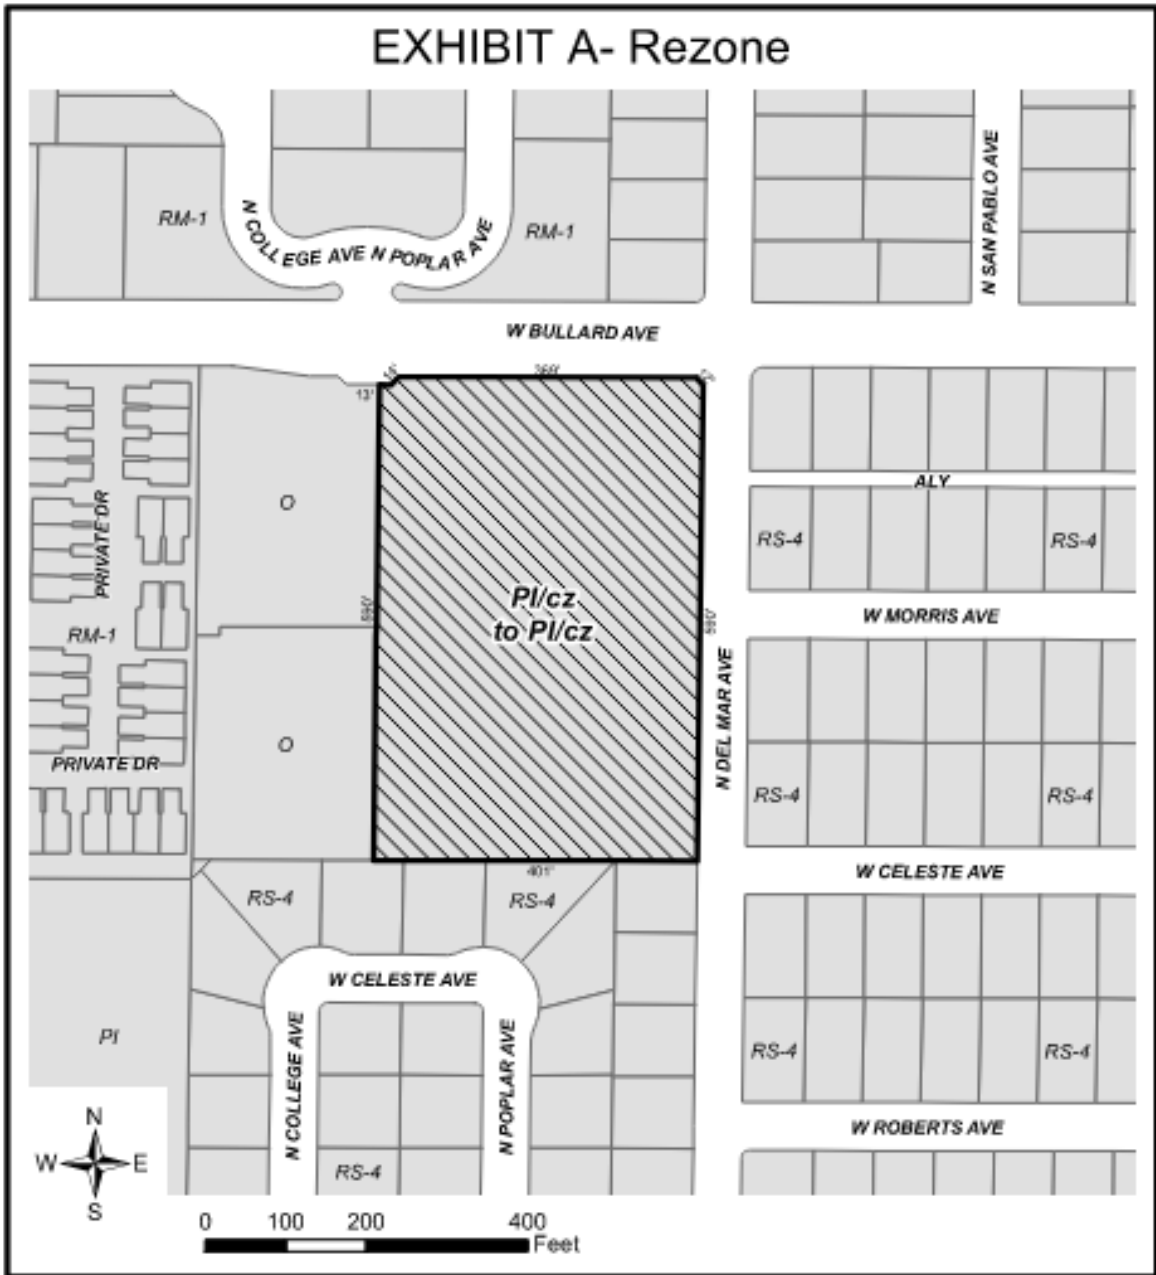 EXHIBIT A- Rezone
N SAN PABLO AVE
RM-1
N COLLEGE AVE N POPLAR AVE
RM-1
W BULLARD AVE
13'
O
ALY
RS-4
RS-4
PRIVATE DR
PI/cz
to PI/cz
590'
590'
W MORRIS AVE
RM-1
N DEL MAR AVE
O
PRIVATE DR
RS-4
RS-4
401'
W CELESTE AVE
RS-4
RS-4
W CELESTE AVE
PI
N COLLEGE AVE
N POPLAR AVE
RS-4
RS-4
W ROBERTS AVE
RS-4
N
W E
S
0 100 200 400
Feet